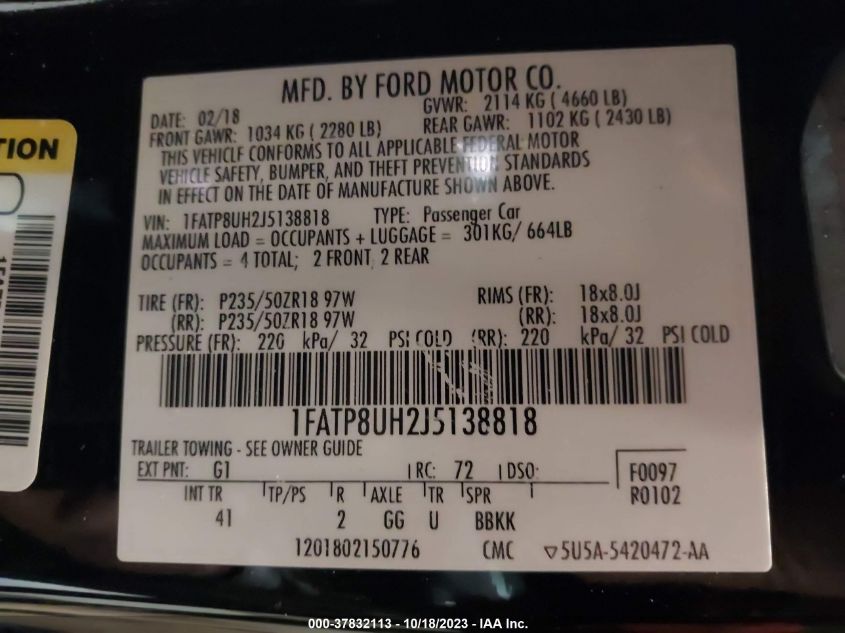 TION
MFD. BY FORD MOTOR CO.
DATE: 02/18 GVWR: 2114 KG ( 4660 LB)
FRONT GAWR: 1034 KG ( 2280 LB) REAR GAWR: 1102 KG ( 2430 LB)
THIS VEHICLE CONFORMS TO ALL APPLICABLE FEDERAL MOTOR
VEHICLE SAFETY, BUMPER, AND THEFT PREVENTION STANDARDS
IN EFFECT ON THE DATE OF MANUFACTURE SHOWN ABOVE.
VIN: 1FATP8UH2J5138818 TYPE: Passenger Car
MAXIMUM LOAD = OCCUPANTS + LUGGAGE = 301KG/ 664LB
OCCUPANTS = 4 TOTAL; 2 FRONT, 2 REAR
TIRE (FR): P235/50ZR18 97W RIMS (FR): 18x8.0J
(RR): P235/50ZR18 97W (RR): 18x8.0J
PRESSURE (FR): 220 kPa/ 32 PSI COLD (RR): 220 kPa/ 32 PSI COLD
1FATP8UH2J5138818
TRAILER TOWING - SEE OWNER GUIDE
EXT PNT: G1 RC: 72 DSO: F0097
INT TR TP/PS R AXLE TR SPR R0102
41 2 GG U BBKK
1201802150776 CMC ▽5U5A-5420472-AA
000-37832113 - 10/18/2023 - IAA Inc.